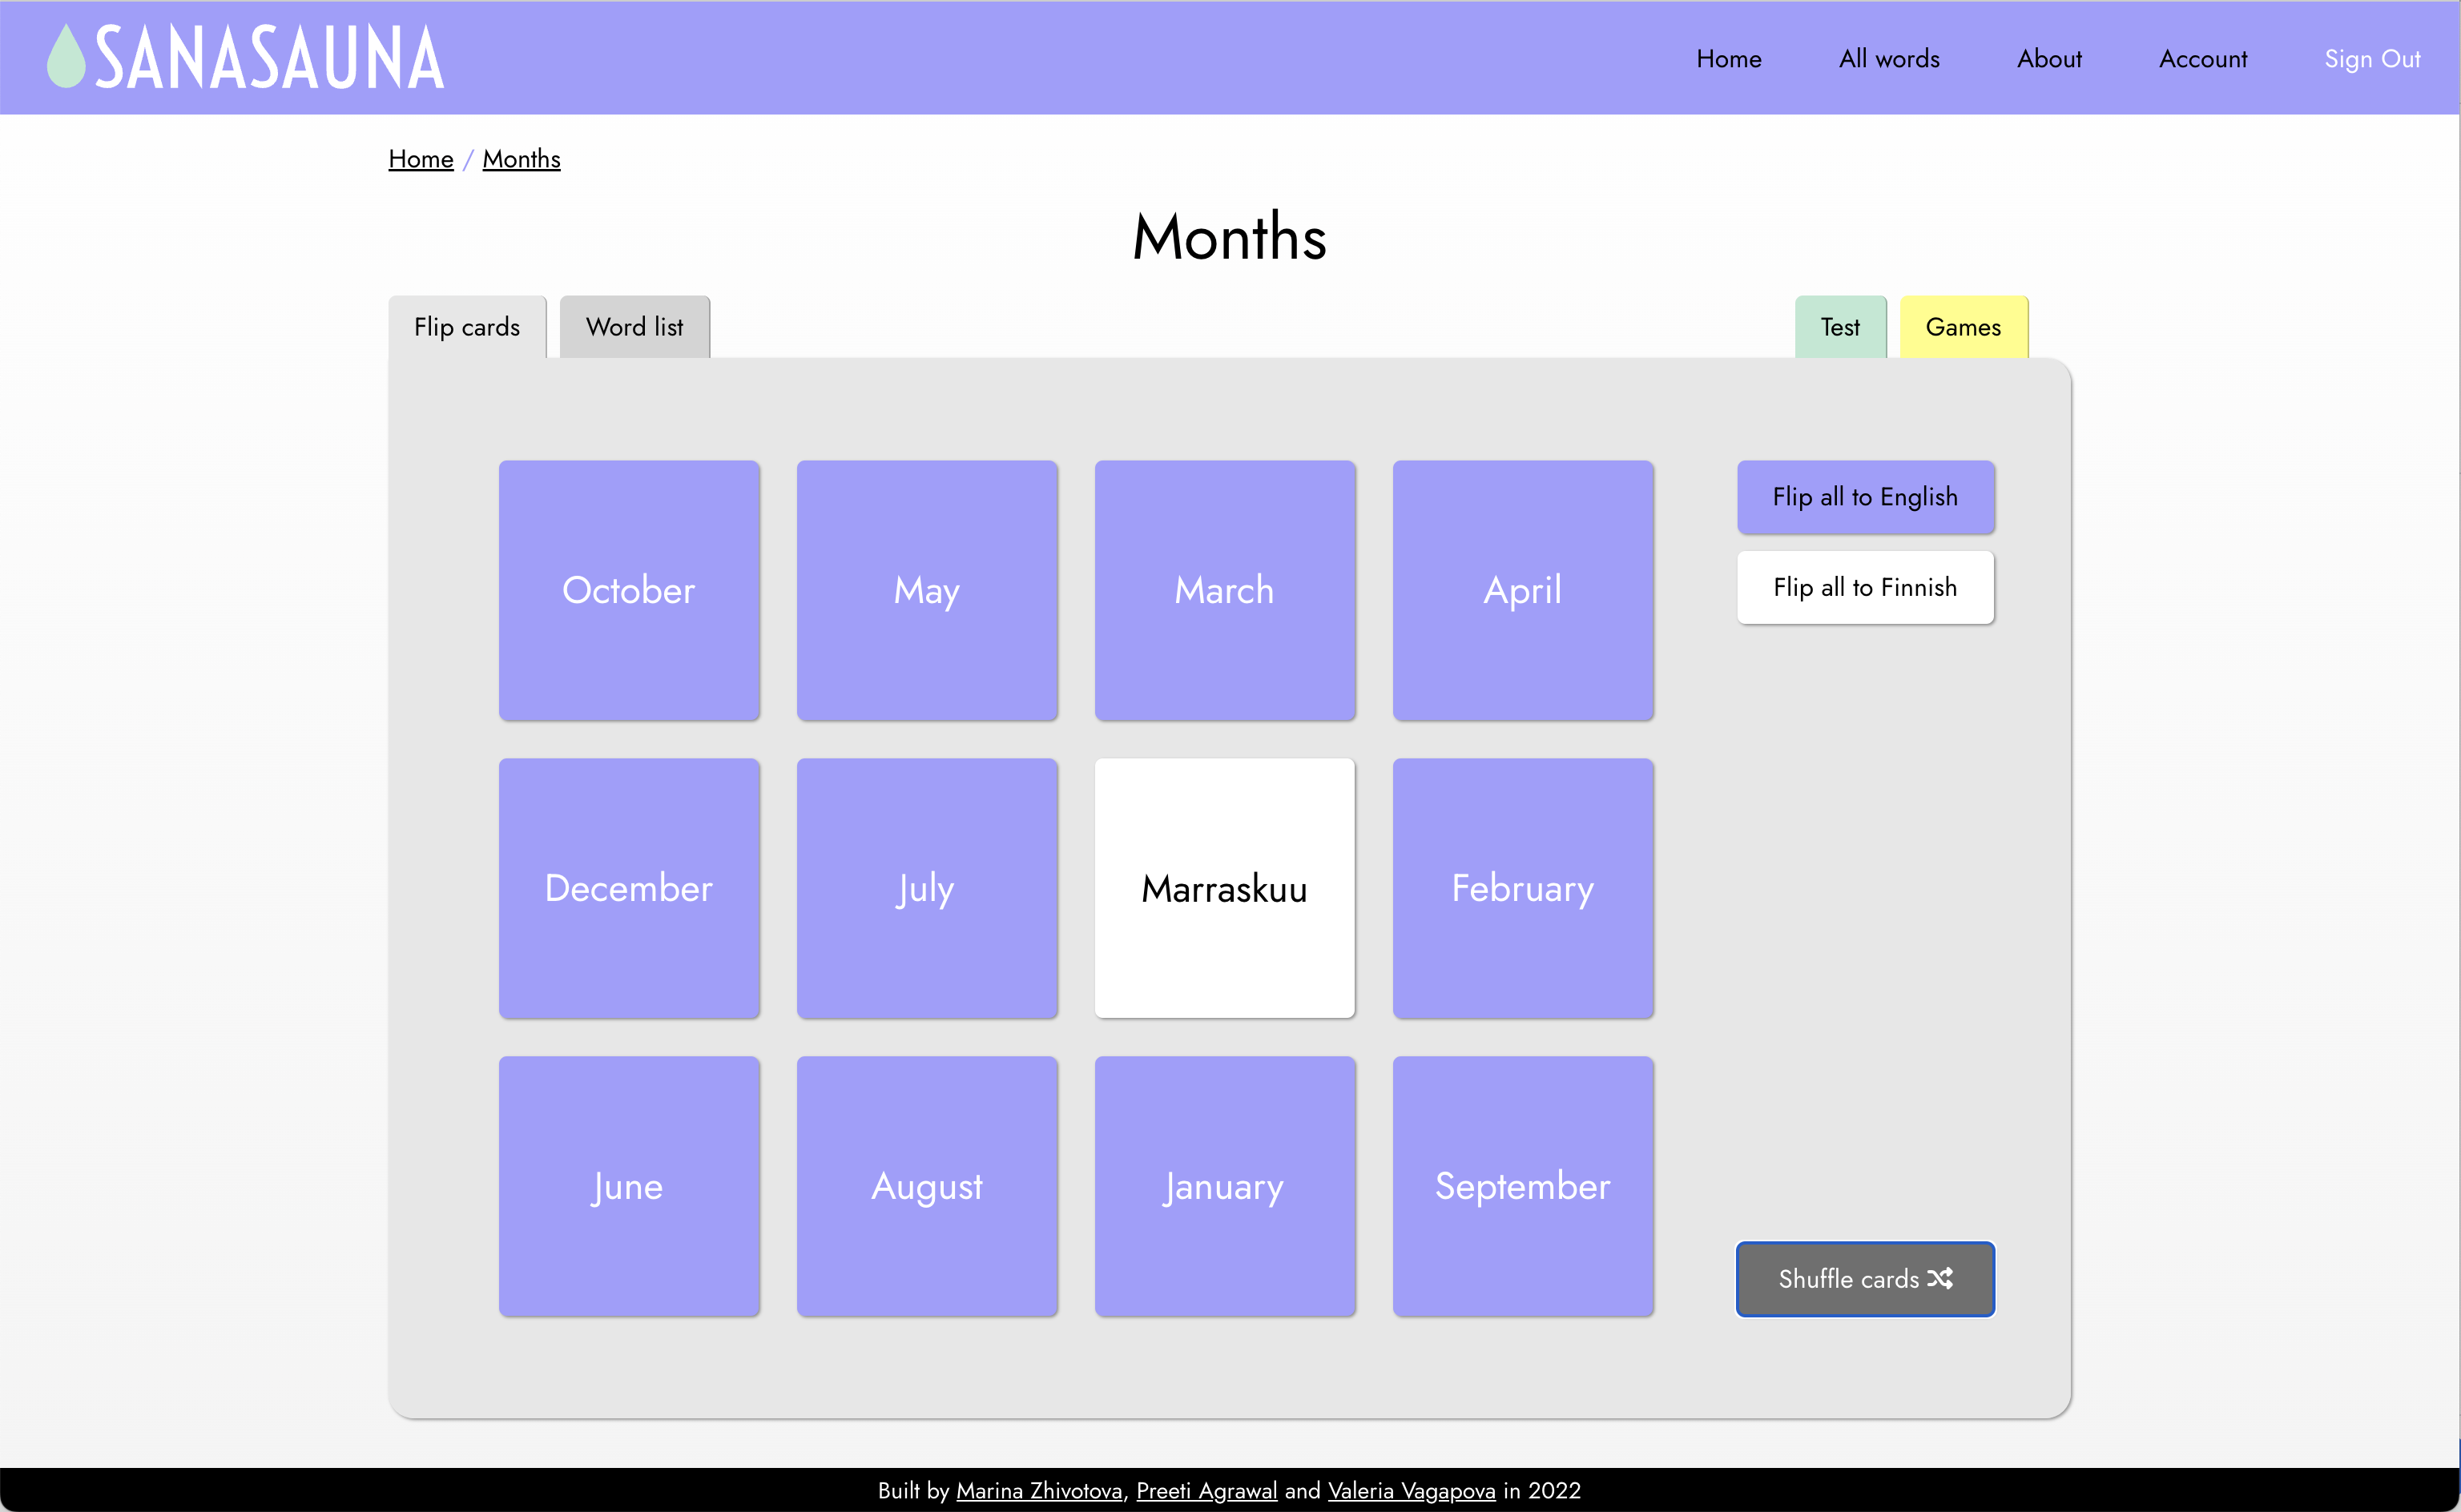 SANASAUNA
Home All words About Account Sign Out
Home / Months
Months
Flip cards Word list Test Games
October May March April
Flip all to English
Flip all to Finnish
December July Marraskuu February
June August January September
Shuffle cards
Built by Marina Zhivotova, Preeti Agrawal and Valeria Vagapova in 2022